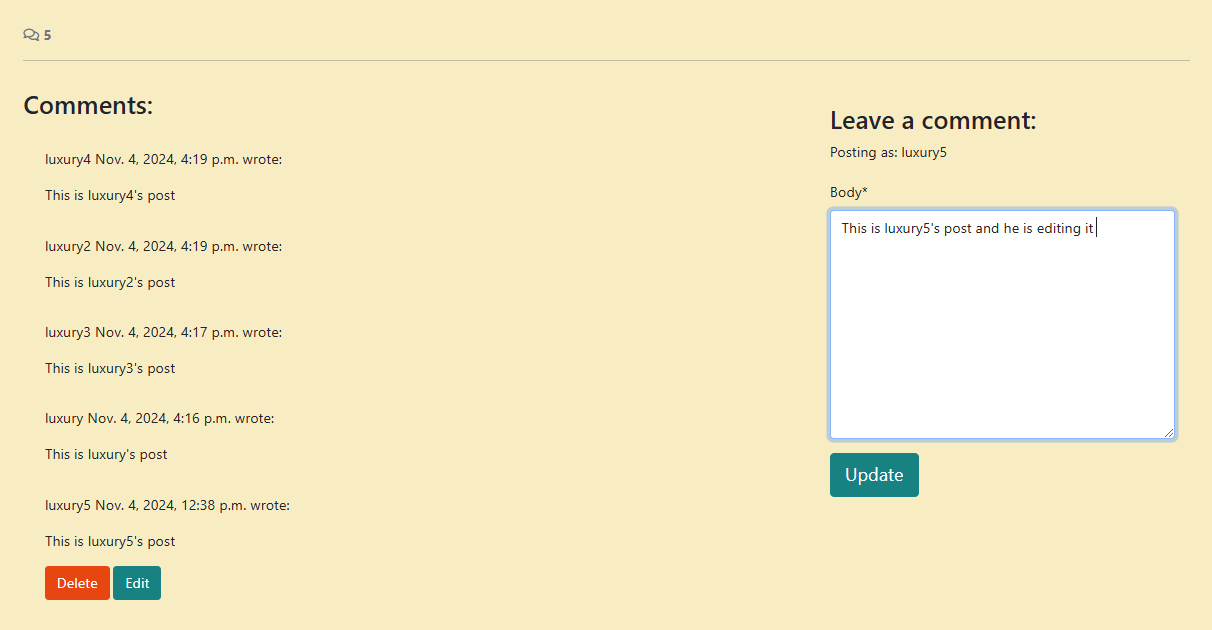 5
Comments:
luxury4 Nov. 4, 2024, 4:19 p.m. wrote:
This is luxury4's post
luxury2 Nov. 4, 2024, 4:19 p.m. wrote:
This is luxury2's post
luxury3 Nov. 4, 2024, 4:17 p.m. wrote:
This is luxury3's post
luxury Nov. 4, 2024, 4:16 p.m. wrote:
This is luxury's post
luxury5 Nov. 4, 2024, 12:38 p.m. wrote:
This is luxury5's post
Delete Edit
Leave a comment:
Posting as: luxury5
Body*
This is luxury5's post and he is editing it
Update